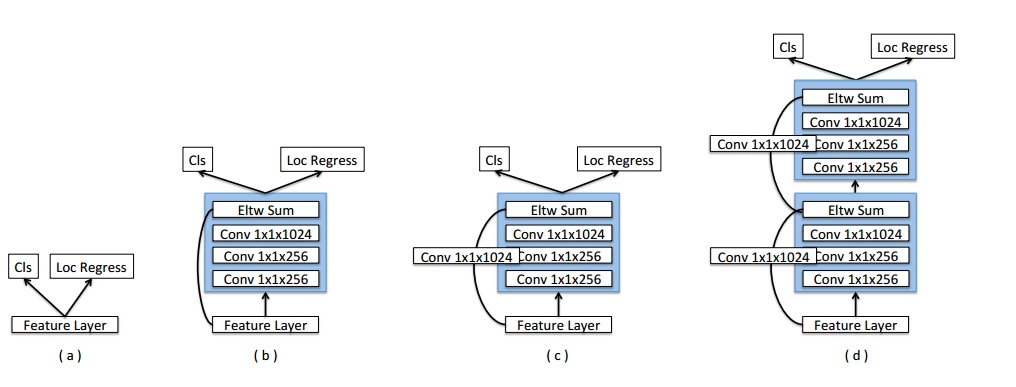 Cls
Loc Regress
Feature Layer
( a )
Cls
Loc Regress
Eltw Sum
Conv 1x1x1024
Conv 1x1x256
Conv 1x1x256
Feature Layer
( b )
Cls
Loc Regress
Eltw Sum
Conv 1x1x1024
Conv 1x1x1024
Conv 1x1x256
Conv 1x1x256
Feature Layer
( c )
Cls
Loc Regress
Eltw Sum
Conv 1x1x1024
Conv 1x1x1024
Conv 1x1x256
Conv 1x1x256
Eltw Sum
Conv 1x1x1024
Conv 1x1x1024
Conv 1x1x256
Conv 1x1x256
Feature Layer
( d )